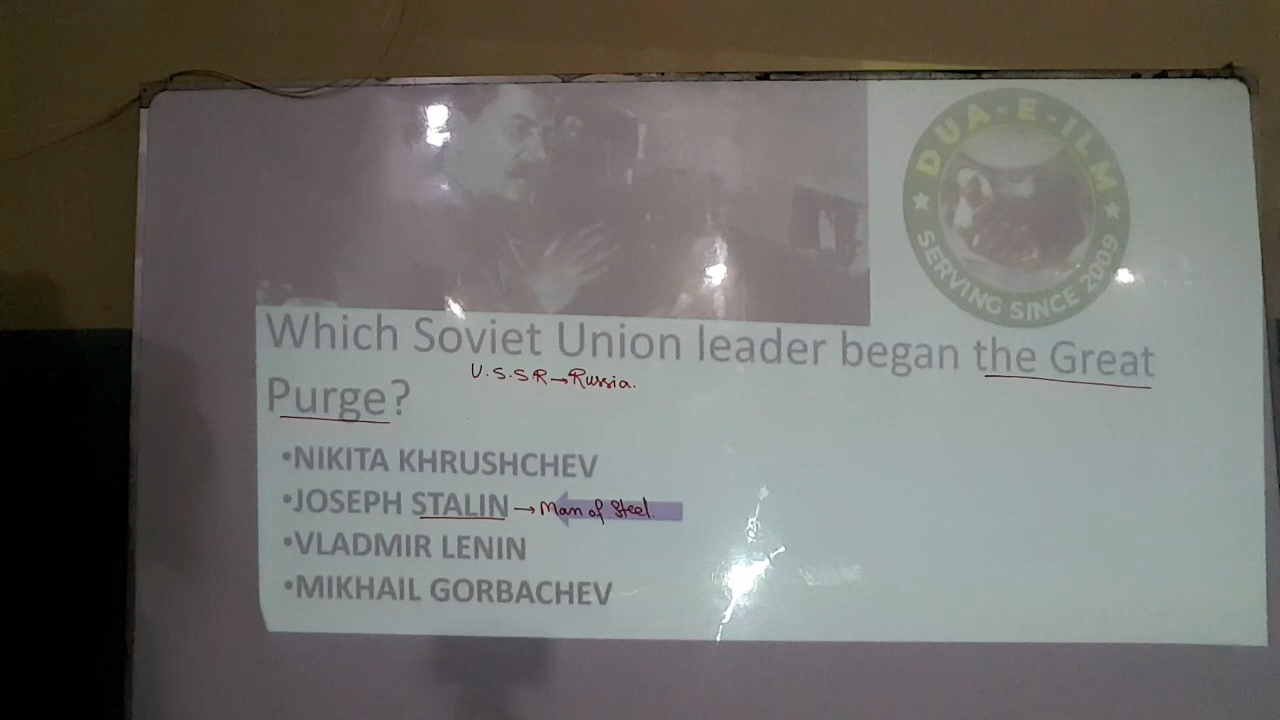 DUA-E-ILM
SERVING SINCE 2009
Which Soviet Union leader began the Great
U.S.SR→Russia.
Purge?
•NIKITA KHRUSHCHEV
•JOSEPH STALIN → Man of Steel.
•VLADMIR LENIN
•MIKHAIL GORBACHEV